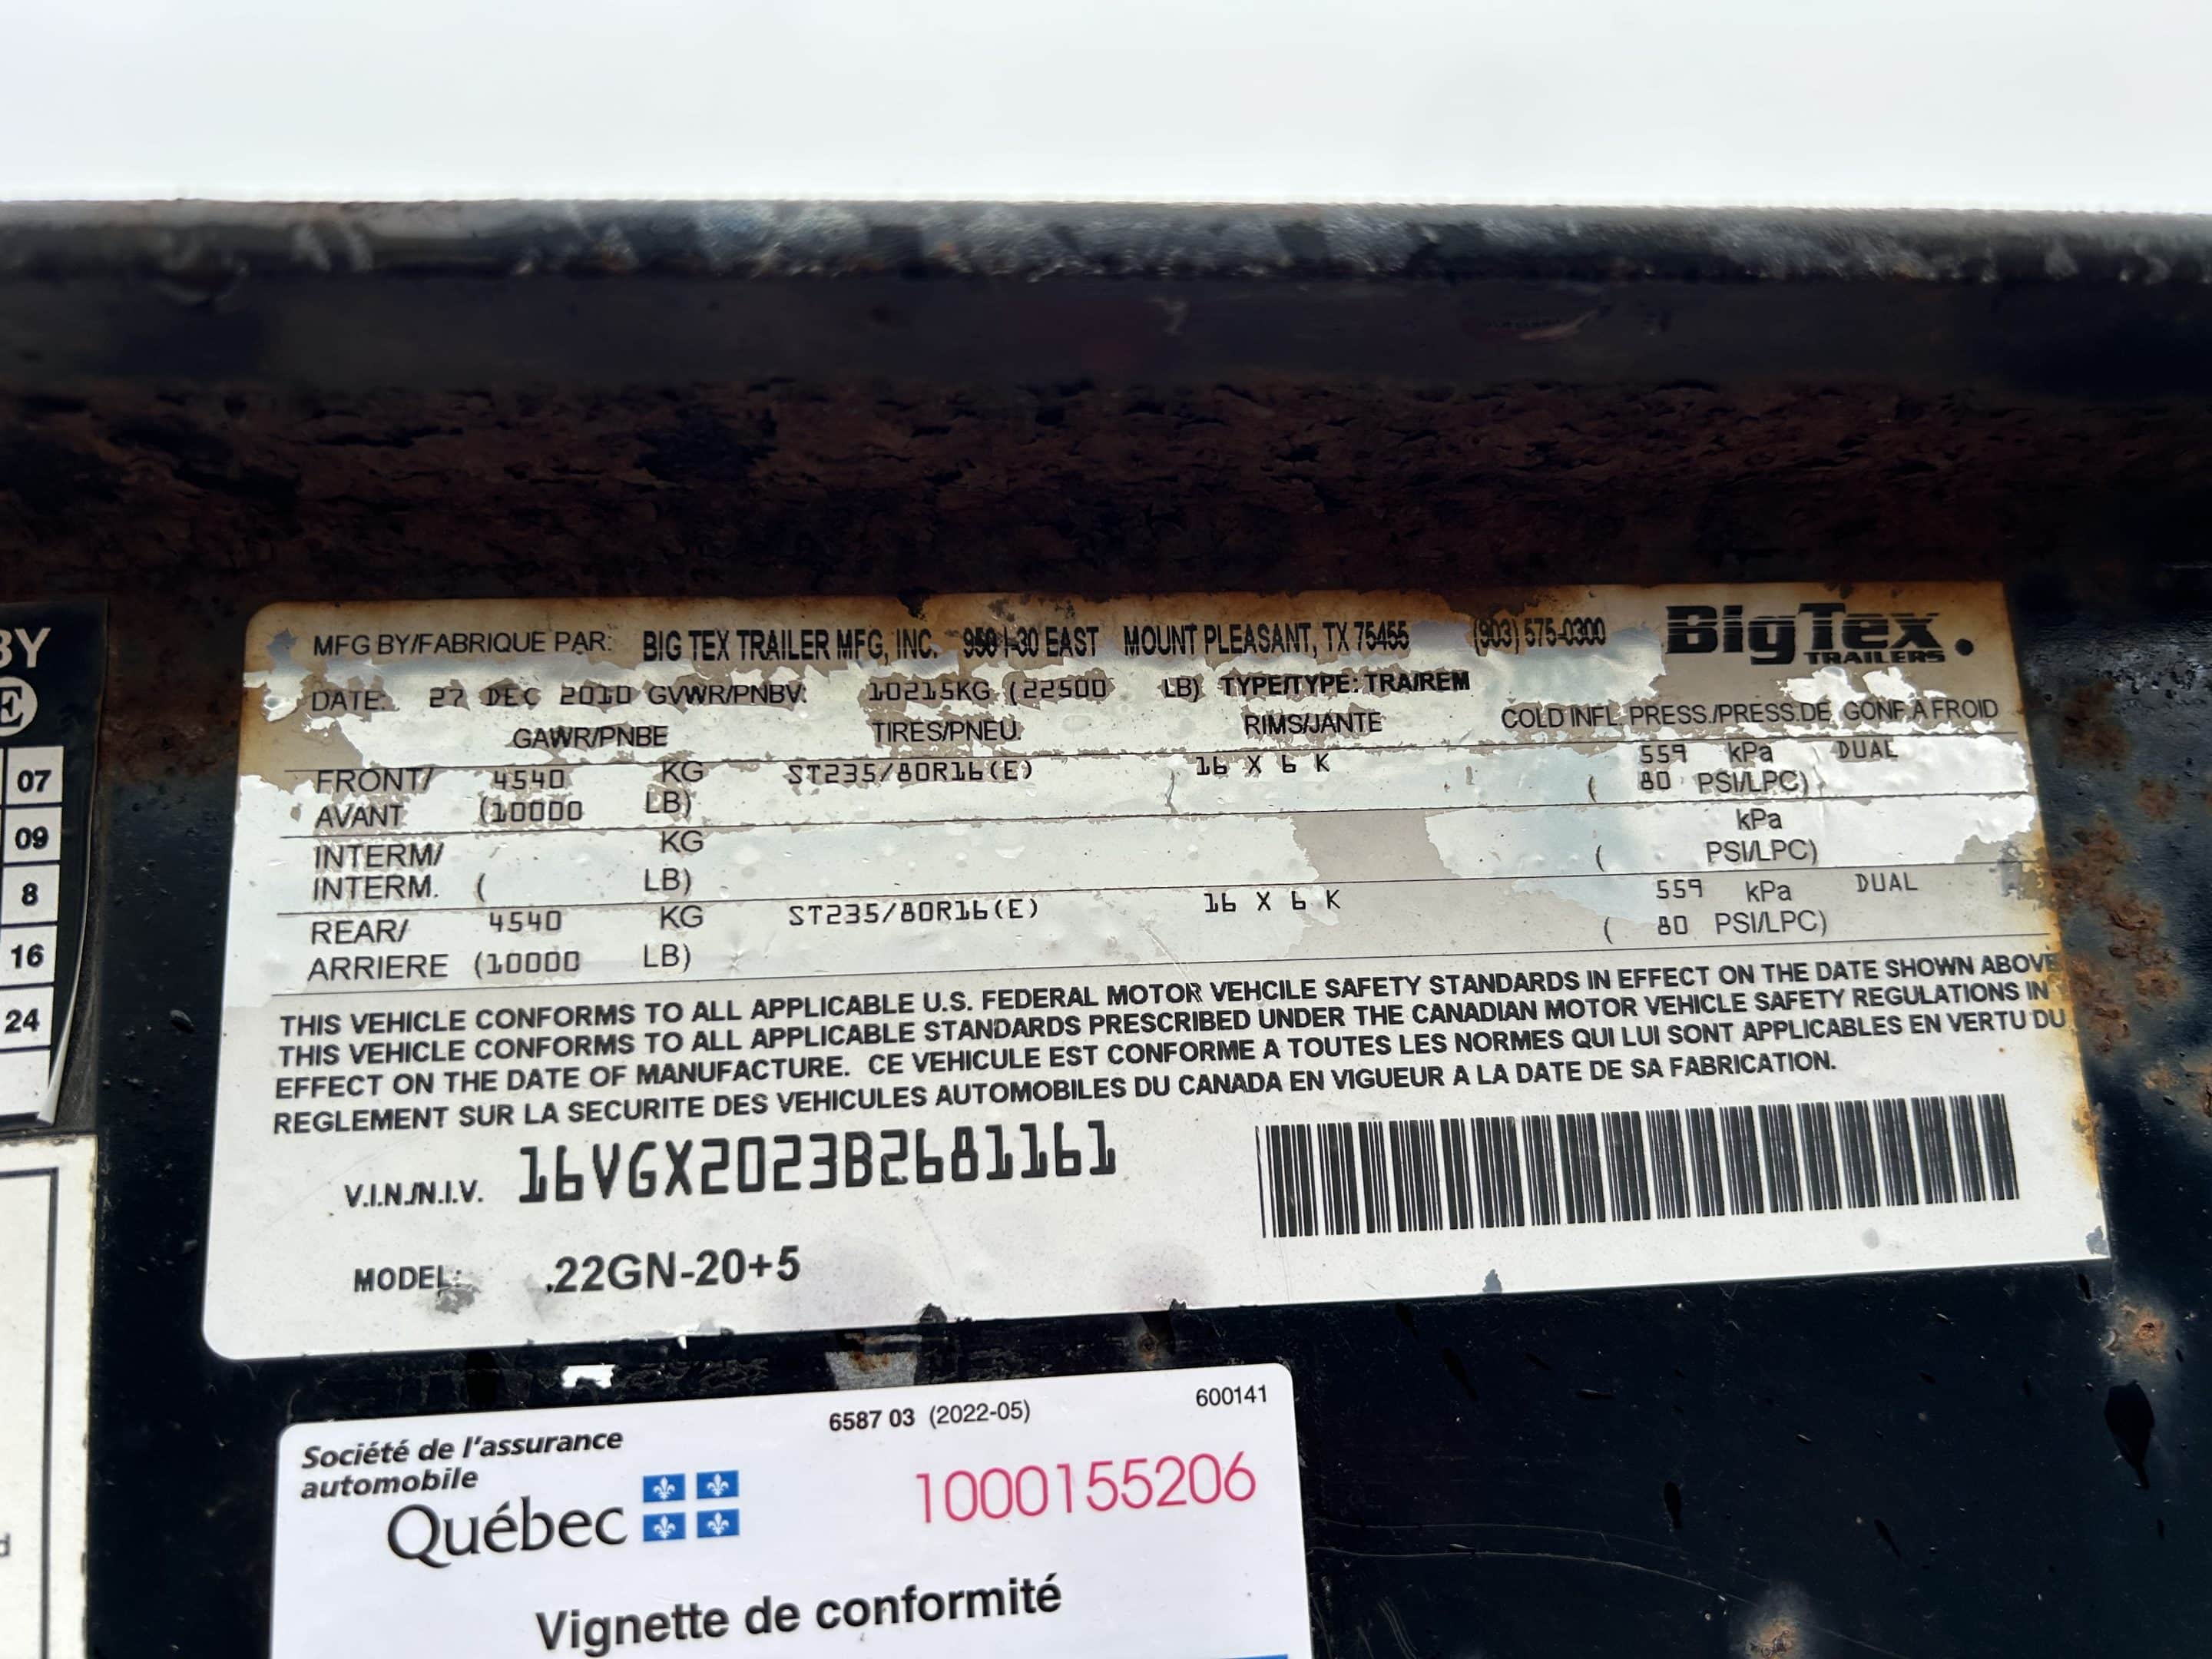 BY
E
07
09
8
16
24
d
MFG BY/FABRIQUE PAR: BIG TEX TRAILER MFG, INC. 950 I-30 EAST MOUNT PLEASANT, TX 75455 (903) 575-0300 BigTex TRAILERS
DATE: 27 DEC 2010 GVWR/PNBV: 10215KG (22500 LB) TYPE/TYPE: TRA/REM
GAWR/PNBE TIRES/PNEU RIMS/JANTE COLD INFL. PRESS./PRESS.DE GONF.A FROID
FRONT/ 4540 KG ST235/80R16(E) 16 X 6 K 559 kPa DUAL
AVANT (10000 LB) ( 80 PSI/LPC)
INTERM/ KG kPa
INTERM. ( LB) ( PSI/LPC)
REAR/ 4540 KG ST235/80R16(E) 16 X 6 K 559 kPa DUAL
ARRIERE (10000 LB) ( 80 PSI/LPC)
THIS VEHICLE CONFORMS TO ALL APPLICABLE U.S. FEDERAL MOTOR VEHCILE SAFETY STANDARDS IN EFFECT ON THE DATE SHOWN ABOVE
THIS VEHICLE CONFORMS TO ALL APPLICABLE STANDARDS PRESCRIBED UNDER THE CANADIAN MOTOR VEHICLE SAFETY REGULATIONS IN
EFFECT ON THE DATE OF MANUFACTURE. CE VEHICULE EST CONFORME A TOUTES LES NORMES QUI LUI SONT APPLICABLES EN VERTU DU
REGLEMENT SUR LA SECURITE DES VEHICULES AUTOMOBILES DU CANADA EN VIGUEUR A LA DATE DE SA FABRICATION.
V.I.N./N.I.V. 16VGX2023B2681161
MODEL: .22GN-20+5
6587 03 (2022-05) 600141
Société de l'assurance
automobile
Québec 1000155206
Vignette de conformité